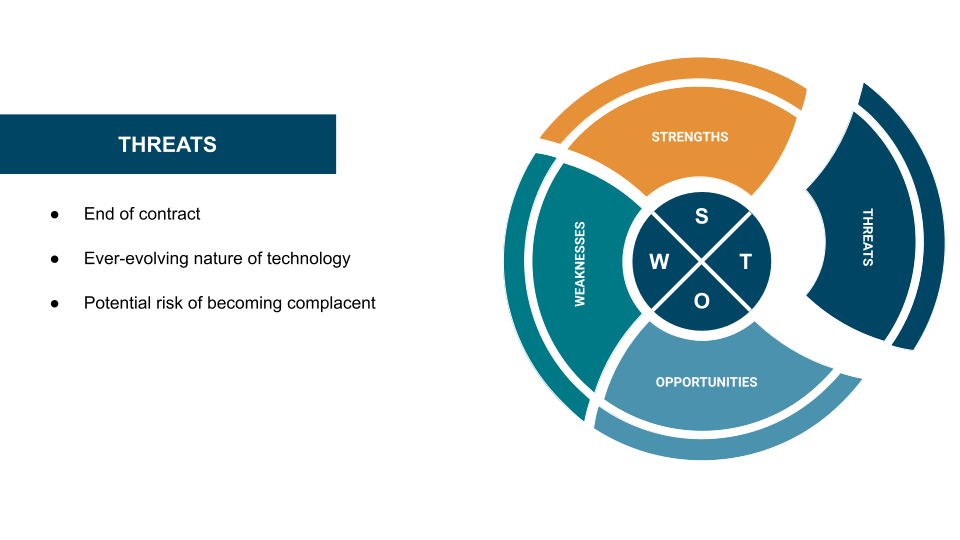 THREATS
● End of contract
● Ever-evolving nature of technology
● Potential risk of becoming complacent
STRENGTHS
WEAKNESSES
THREATS
OPPORTUNITIES
S
W T
O